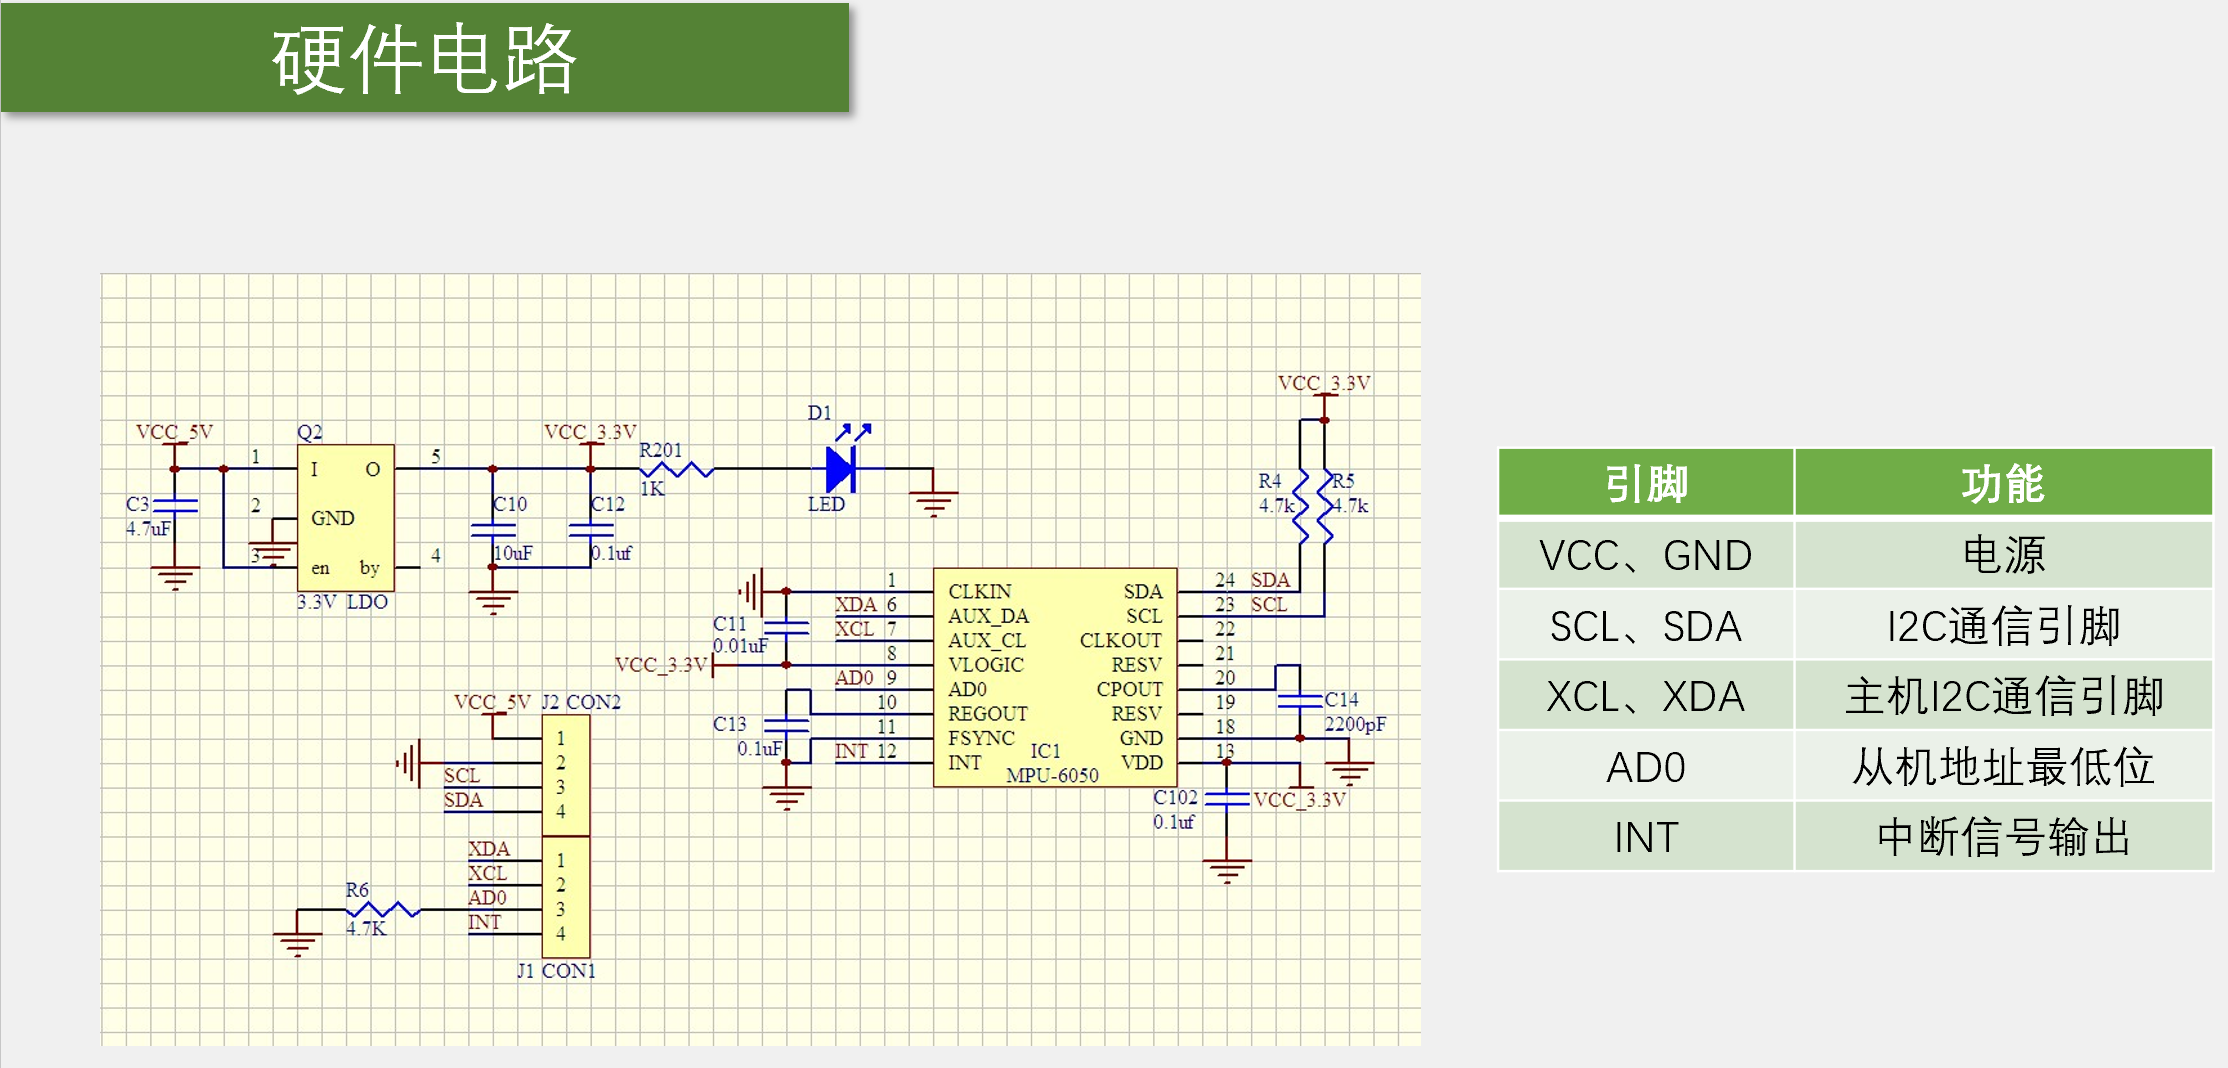 硬件电路
VCC_3.3V
D1
VCC_5V
Q2
VCC_3.3V
R201
1K
LED
1
I
O
5
C3
4.7uF
2
GND
3
en
by
4
3.3V LDO
C10
10uF
C12
0.1uf
R4
4.7k
R5
4.7k
1
CLKIN
SDA
24
SDA
XDA
6
AUX_DA
SCL
23
SCL
XCL
7
AUX_CL
CLKOUT
22
C11
0.01uF
VCC_3.3V
8
VLOGIC
RESV
21
AD0
9
AD0
CPOUT
20
10
REGOUT
RESV
19
C14
2200pF
C13
0.1uF
11
FSYNC
GND
18
INT
12
INT
VDD
13
IC1
MPU-6050
C102
0.1uf
VCC_3.3V
VCC_5V
J2 CON2
1
2
SCL
3
SDA
4
XDA
1
XCL
2
R6
4.7K
AD0
3
INT
4
J1 CON1
引脚 功能
VCC、GND 电源
SCL、SDA I2C通信引脚
XCL、XDA 主机I2C通信引脚
AD0 从机地址最低位
INT 中断信号输出